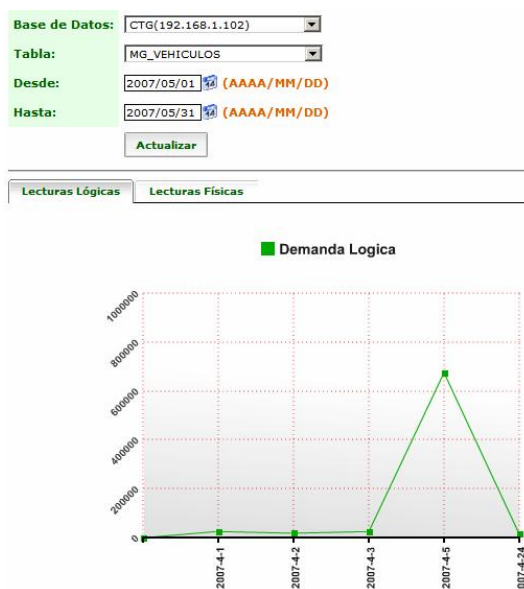 Base de Datos: CTG(192.168.1.102)
Tabla: MG_VEHICULOS
Desde: 2007/05/01 (AAAA/MM/DD)
Hasta: 2007/05/31 (AAAA/MM/DD)
Actualizar
Lecturas Lógicas Lecturas Físicas
Demanda Logica
1000000
800000
600000
400000
200000
0
2007-4-1 2007-4-2 2007-4-3 2007-4-5 007-4-24